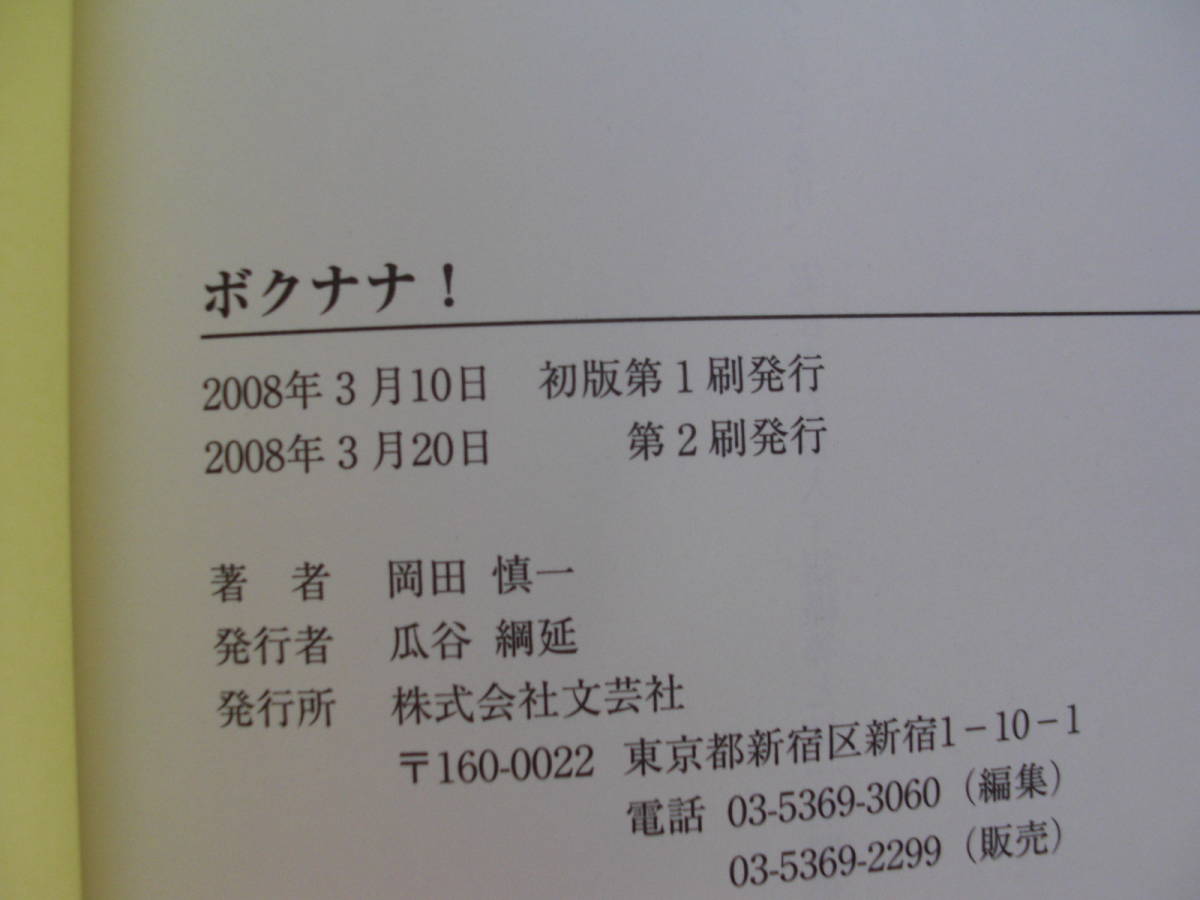 ボクナナ！
2008年３月10日　初版第１刷発行
2008年３月20日　　　第２刷発行
著　者　岡田 慎一
発行者　瓜谷 綱延
発行所　株式会社文芸社
〒160-0022 東京都新宿区新宿1－10－1
電話 03-5369-3060（編集）
03-5369-2299（販売）